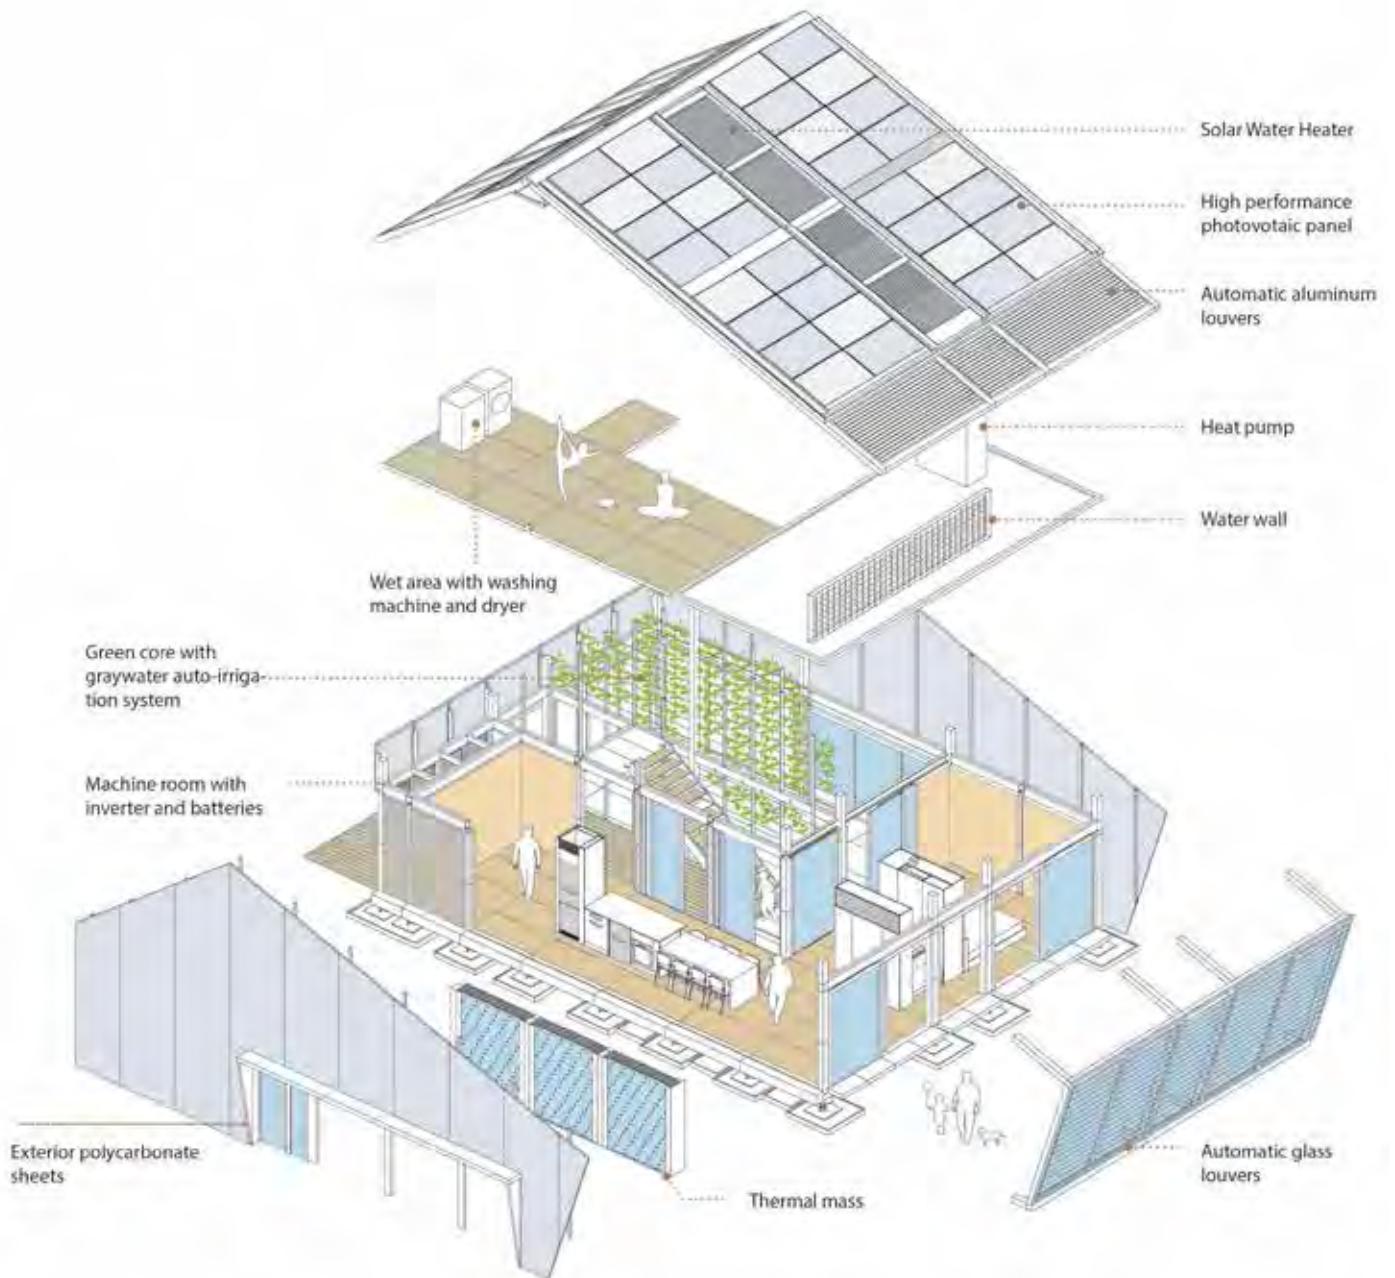 Solar Water Heater
High performance
photovotaic panel
Automatic aluminum
louvers
Heat pump
Water wall
Wet area with washing
machine and dryer
Green core with
graywater auto-irriga-
tion system
Machine room with
inverter and batteries
Exterior polycarbonate
sheets
Thermal mass
Automatic glass
louvers